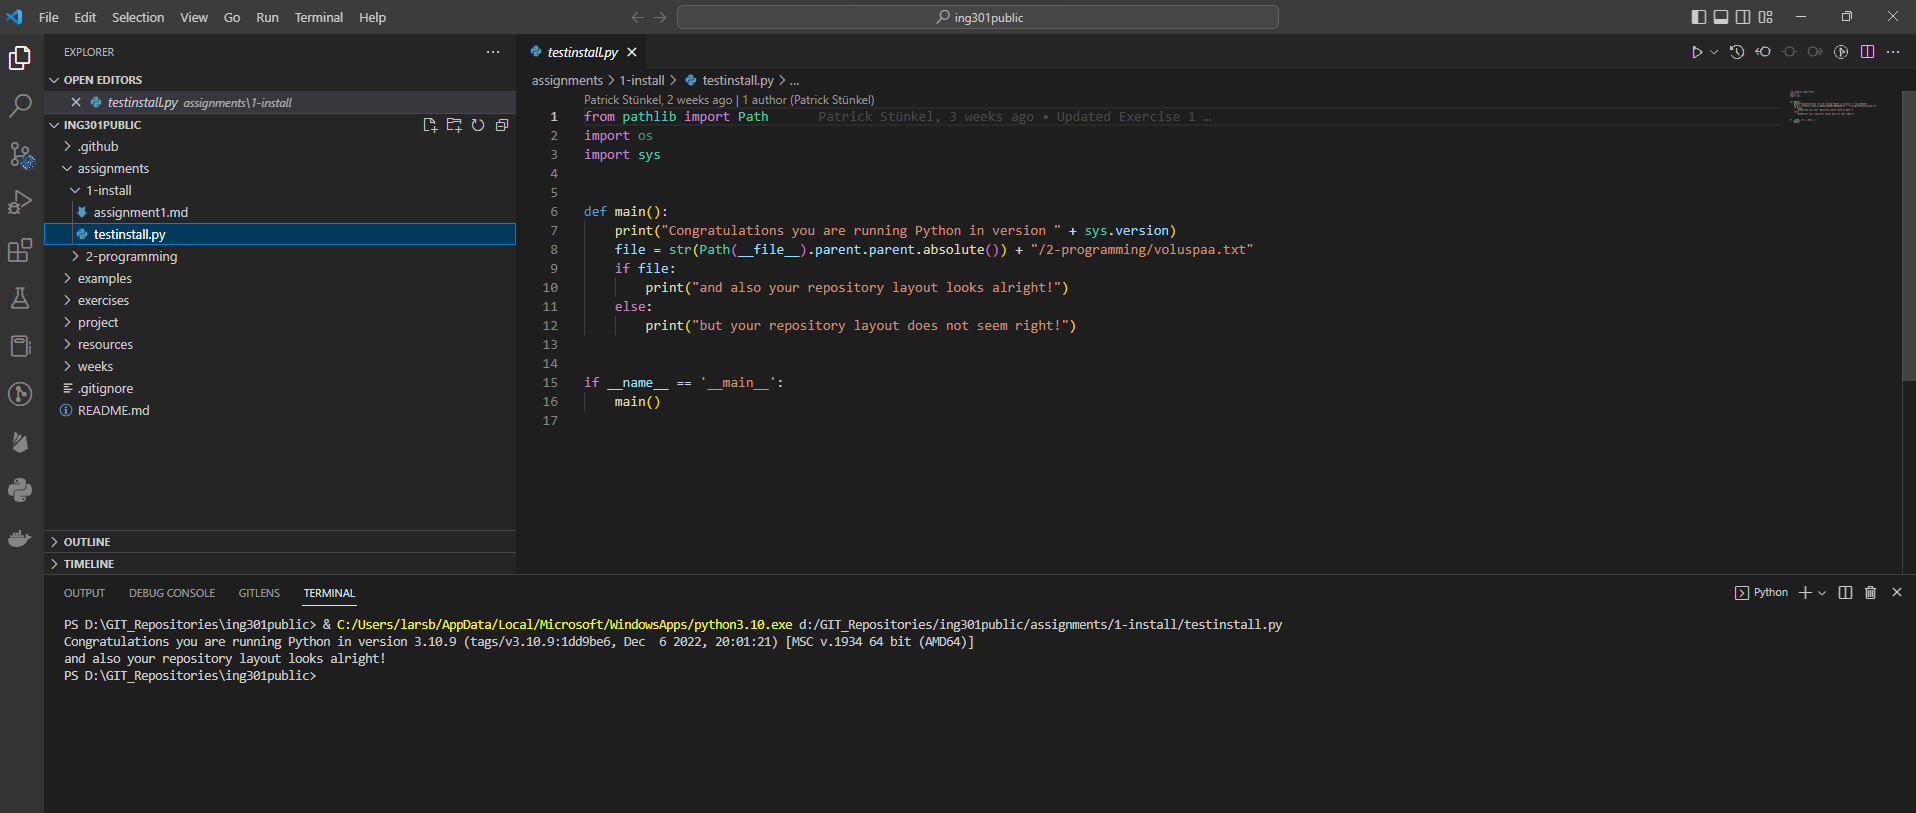 File Edit Selection View Go Run Terminal Help
ing301public
EXPLORER
OPEN EDITORS
testinstall.py assignments\1-install
ING301PUBLIC
.github
assignments
1-install
assignment1.md
testinstall.py
2-programming
examples
exercises
project
resources
weeks
.gitignore
README.md
OUTLINE
TIMELINE
testinstall.py
assignments > 1-install > testinstall.py > ...
Patrick Stünkel, 2 weeks ago | 1 author (Patrick Stünkel)
1 from pathlib import Path Patrick Stünkel, 3 weeks ago • Updated Exercise 1 …
2 import os
3 import sys
4
5
6 def main():
7 print("Congratulations you are running Python in version " + sys.version)
8 file = str(Path(__file__).parent.parent.absolute()) + "/2-programming/voluspaa.txt"
9 if file:
10 print("and also your repository layout looks alright!")
11 else:
12 print("but your repository layout does not seem right!")
13
14
15 if __name__ == '__main__':
16 main()
17
OUTPUT DEBUG CONSOLE GITLENS TERMINAL
Python
PS D:\GIT_Repositories\ing301public> & C:/Users/larsb/AppData/Local/Microsoft/WindowsApps/python3.10.exe d:/GIT_Repositories/ing301public/assignments/1-install/testinstall.py
Congratulations you are running Python in version 3.10.9 (tags/v3.10.9:1dd9be6, Dec  6 2022, 20:01:21) [MSC v.1934 64 bit (AMD64)]
and also your repository layout looks alright!
PS D:\GIT_Repositories\ing301public>